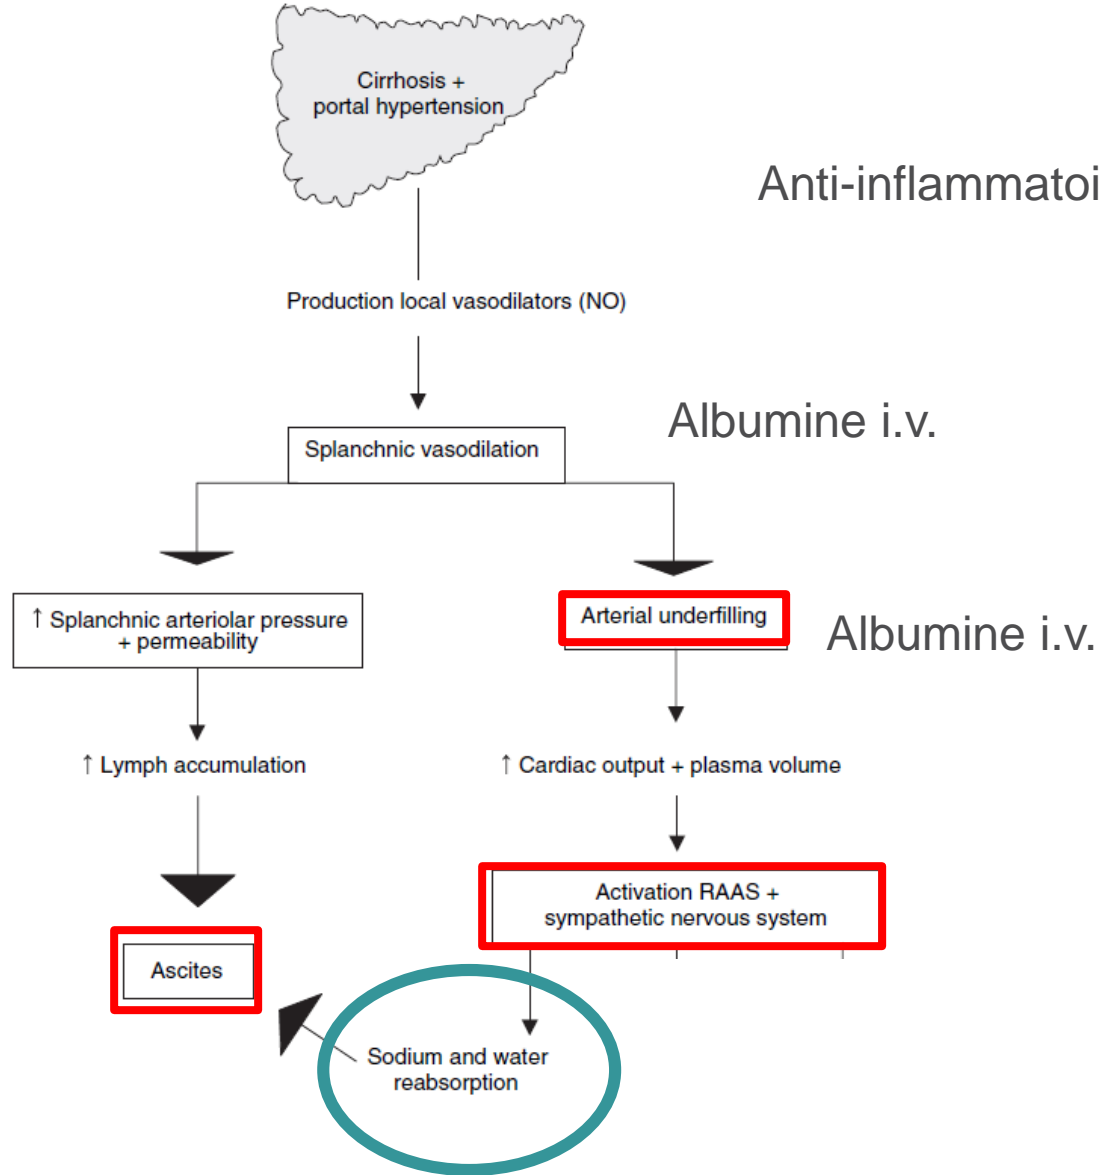 Cirrhosis +
portal hypertension
Anti-inflammatoi
Production local vasodilators (NO)
Albumine i.v.
Splanchnic vasodilation
↑ Splanchnic arteriolar pressure
+ permeability
Arterial underfilling
Albumine i.v.
↑ Lymph accumulation
↑ Cardiac output + plasma volume
Activation RAAS +
sympathetic nervous system
Ascites
Sodium and water
reabsorption